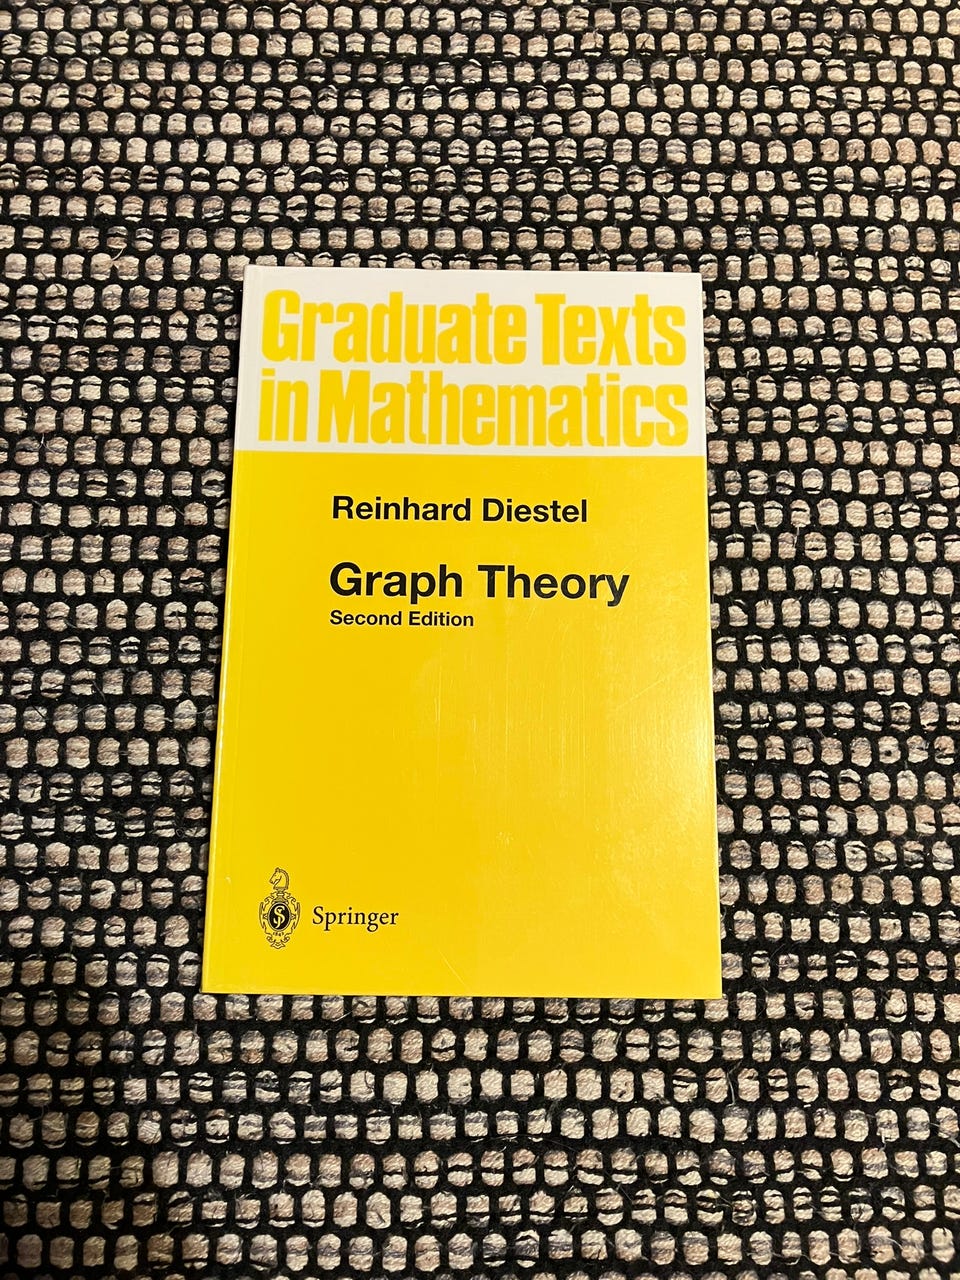 Graduate Texts
in Mathematics
Reinhard Diestel
Graph Theory
Second Edition
Springer